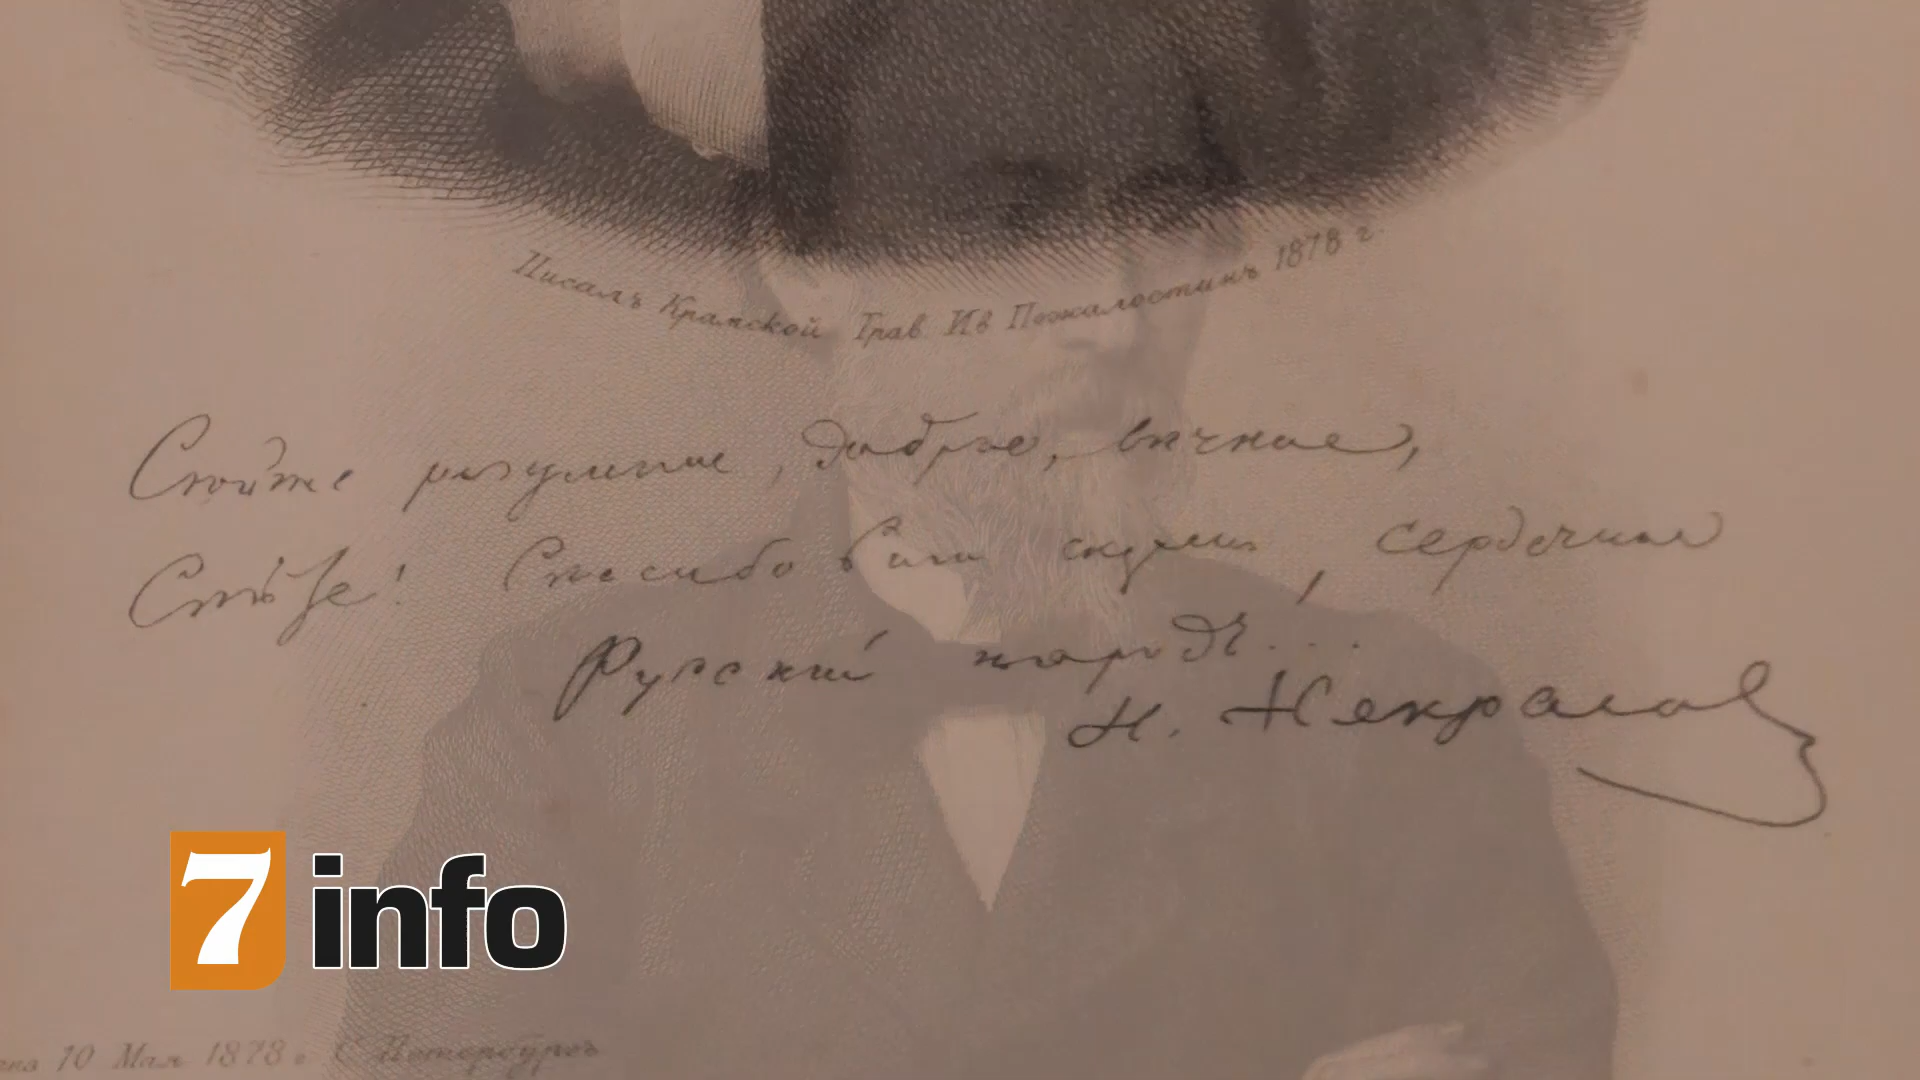 Писалъ Крамской Грав. Ив Пожалостинъ 1878 г.
Сѣйте разумное, доброе, вѣчное,
Сѣйте! Спасибо вамъ скажетъ сердечное
Русскій народъ...
Н. Некрасов
7 info
10 Мая 1878 г. С Петербургъ